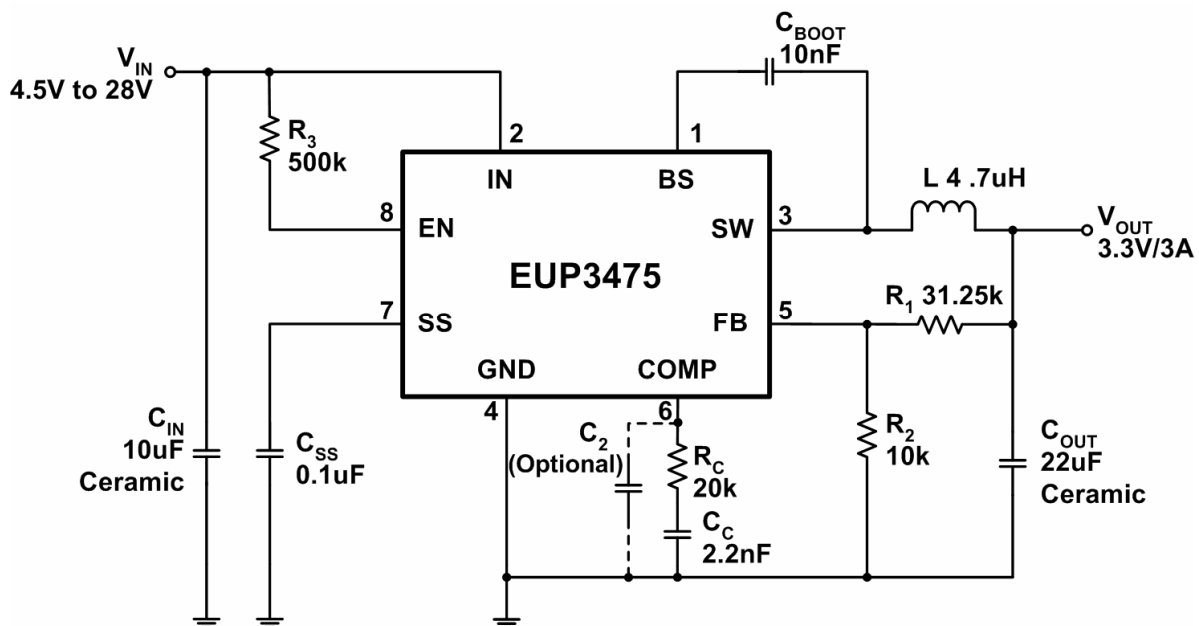 C_BOOT
10nF
V_IN
4.5V to 28V
R_3
500k
2
1
IN
BS
L 4 .7uH
8
EN
SW
3
V_OUT
3.3V/3A
EUP3475
R_1 31.25k
7
SS
FB
5
GND
COMP
4
6
C_IN
10uF
Ceramic
C_SS
0.1uF
C_2
(Optional)
R_C
20k
C_C
2.2nF
R_2
10k
C_OUT
22uF
Ceramic